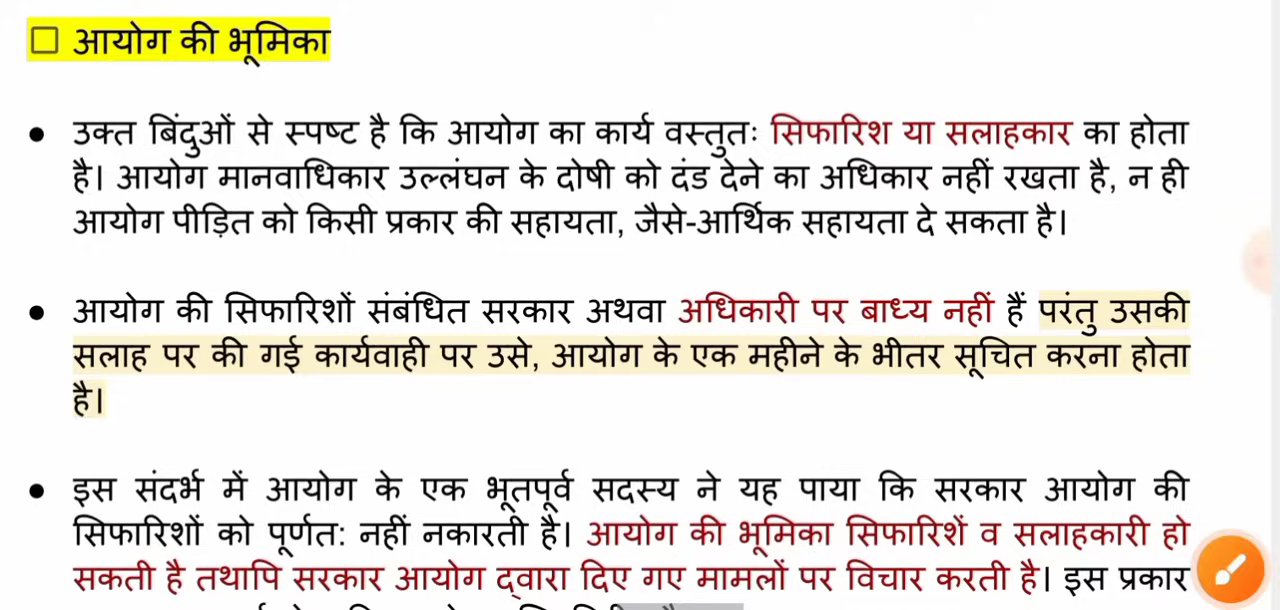 □ आयोग की भूमिका
● उक्त बिंदुओं से स्पष्ट है कि आयोग का कार्य वस्तुतः सिफारिश या सलाहकार का होता
है। आयोग मानवाधिकार उल्लंघन के दोषी को दंड देने का अधिकार नहीं रखता है, न ही
आयोग पीड़ित को किसी प्रकार की सहायता, जैसे-आर्थिक सहायता दे सकता है।
● आयोग की सिफारिशों संबंधित सरकार अथवा अधिकारी पर बाध्य नहीं हैं परंतु उसकी
सलाह पर की गई कार्यवाही पर उसे, आयोग के एक महीने के भीतर सूचित करना होता
है।
● इस संदर्भ में आयोग के एक भूतपूर्व सदस्य ने यह पाया कि सरकार आयोग की
सिफारिशों को पूर्णत: नहीं नकारती है। आयोग की भूमिका सिफारिशें व सलाहकारी हो
सकती है तथापि सरकार आयोग द्वारा दिए गए मामलों पर विचार करती है। इस प्रकार